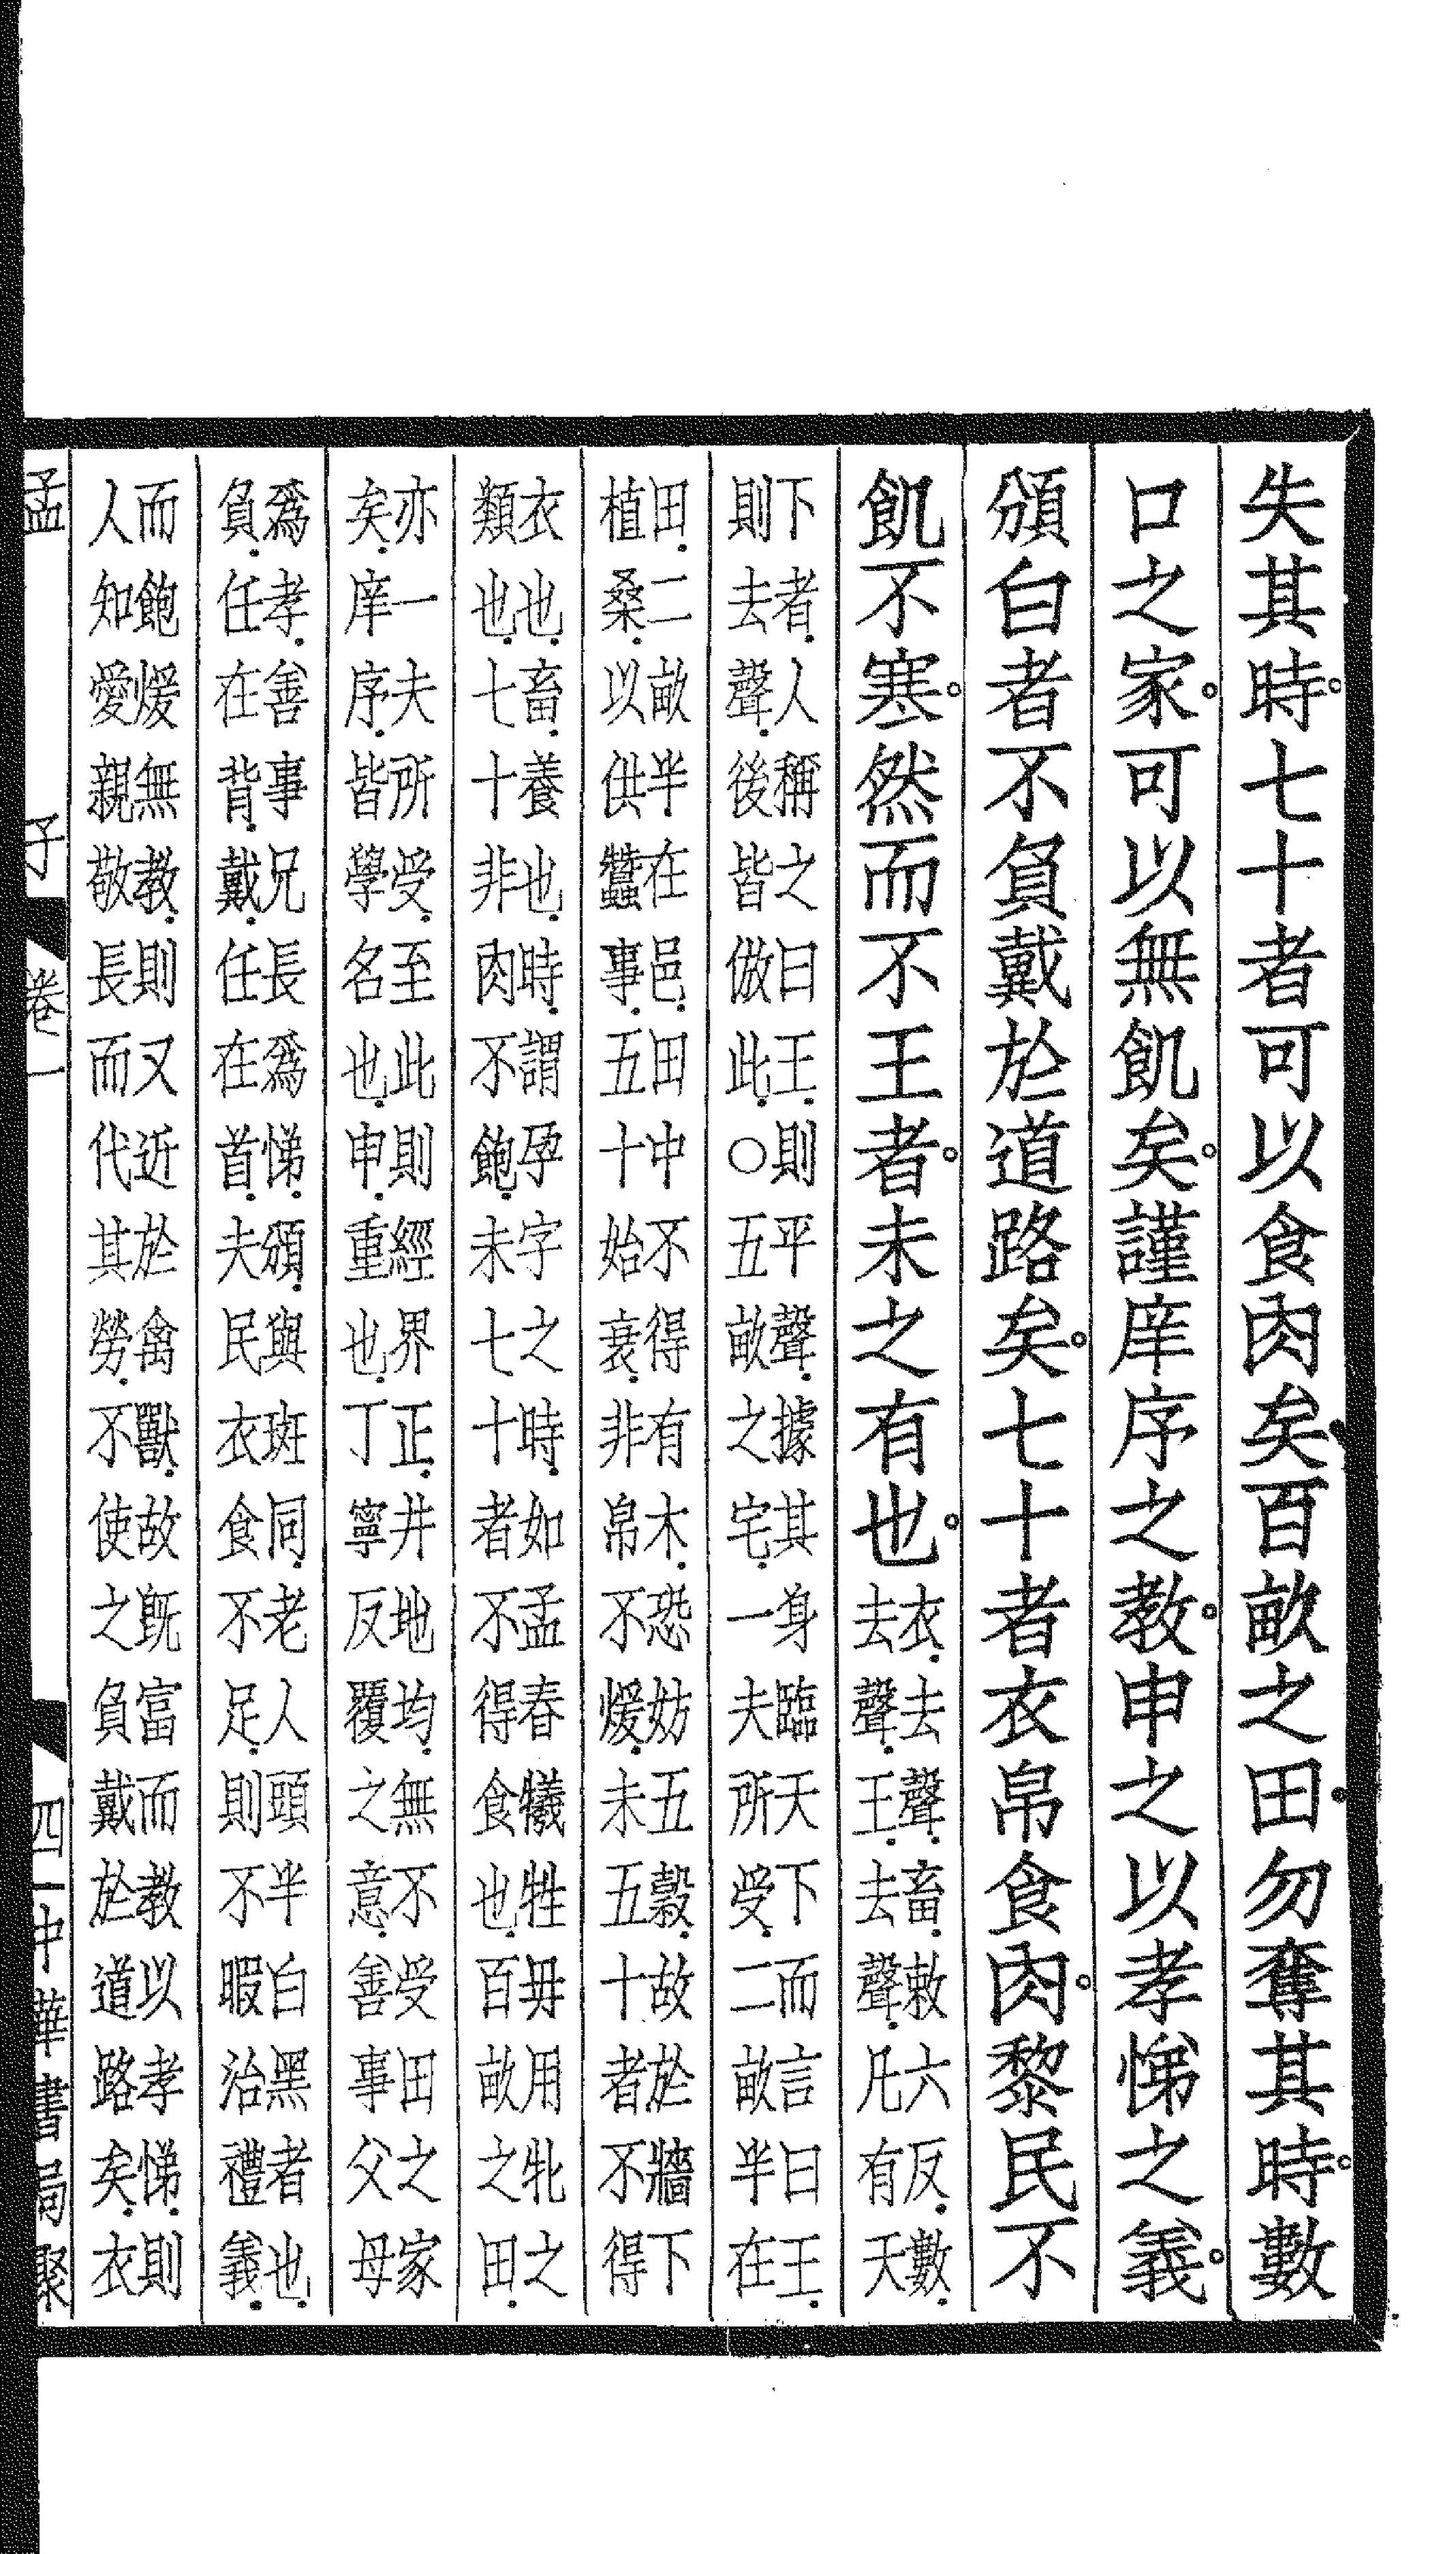 失其時。七十者可以食肉矣.百畝之田.勿奪其時。數
口之家。可以無飢矣。謹庠序之教。申之以孝悌之義。
頒白者不負戴於道路矣。七十者衣帛食肉。黎民不
飢不寒。然而不王者。未之有也。
衣.去聲.畜.敕六反.數.
去聲.王.去聲.凡有天
下者.人稱之曰王.則平聲.據其身臨天下而言曰王.
則去聲.後皆倣此.○五畝之宅.一夫所受.二畝半在
田.二畝半在邑.田中不得有木.恐妨五穀.故於牆下
植桑.以供蠶事.五十始衰.非帛不煖.未五十者不得
衣也.畜.養也.時.謂孕字之時.如孟春犧牲毋用牝之
類也.七十非肉不飽.未七十者不得食也.百畝之田.
亦一夫所受.至此則經界正.井地均.無不受田之家
矣.庠序.皆學名也.申.重也.丁寧反覆之意.善事父母
爲孝.善事兄長爲悌.頒.與斑同.老人頭半白黑者也.
負.任在背.戴.任在首.夫民衣食不足.則不暇治禮義.
而飽煖無教.則又近於禽獸.故既富而教以孝悌.則
人知愛親敬長而代其勞.不使之負戴於道路矣.衣
孟子 卷一 四 中華書局聚